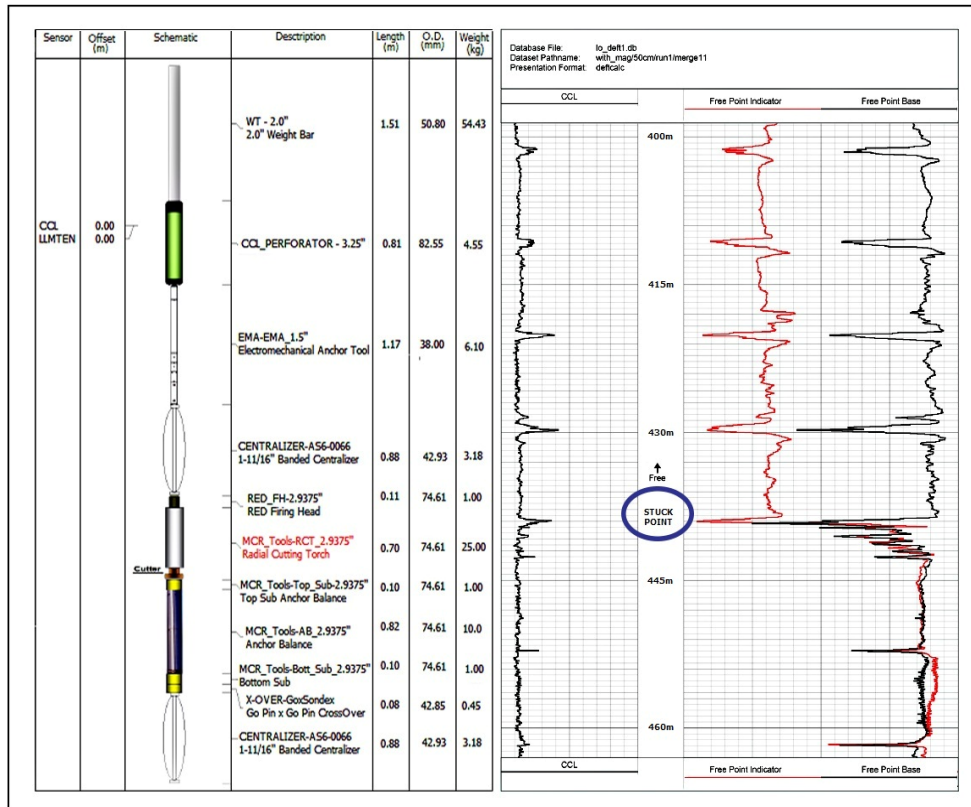 Sensor Offset (m) Schematic Description Length (m) O.D. (mm) Weight (kg)
WT - 2.0" 1.51 50.80 54.43
2.0" Weight Bar
CCL 0.00
LLMTEN 0.00
CCL_PERFORATOR - 3.25" 0.81 82.55 4.55
EMA-EMA_1.5" 1.17 38.00 6.10
Electromechanical Anchor Tool
CENTRALIZER-AS6-0066 0.88 42.93 3.18
1-11/16" Banded Centralizer
RED_FH-2.9375" 0.11 74.61 1.00
RED Firing Head
MCR_Tools-RCT_2.9375" 0.70 74.61 25.00
Radial Cutting Torch
Cutter
MCR_Tools-Top_Sub-2.9375" 0.10 74.61 1.00
Top Sub Anchor Balance
MCR_Tools-AB_2.9375" 0.82 74.61 10.0
Anchor Balance
MCR_Tools-Bott_Sub_2.9375" 0.10 74.61 1.00
Bottom Sub
X-OVER-GoxSondex 0.08 42.85 0.45
Go Pin x Go Pin CrossOver
CENTRALIZER-AS6-0066 0.88 42.93 3.18
1-11/16" Banded Centralizer
Database File: lo_deft1.db
Dataset Pathname: with_mag/50cm/run1/merge11
Presentation Format: deftcalc
CCL Free Point Indicator Free Point Base
400m
415m
430m
Free
STUCK
POINT
445m
460m
CCL Free Point Indicator Free Point Base